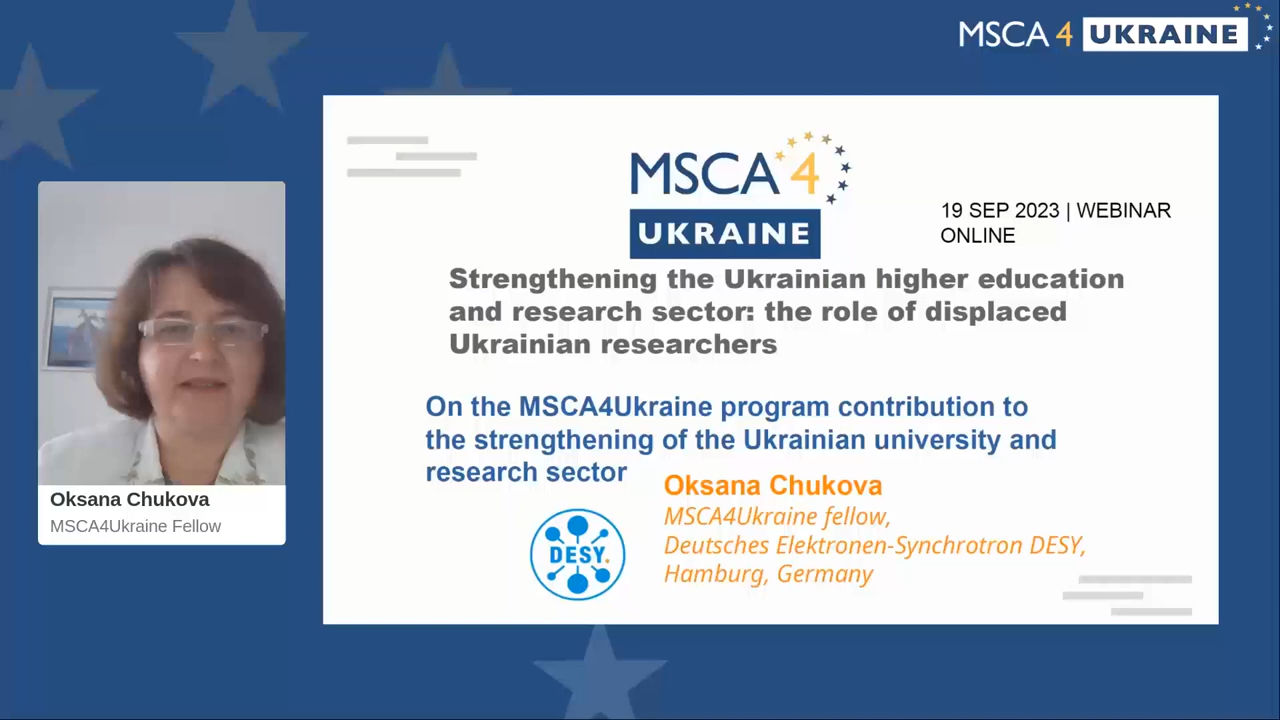 MSCA 4 UKRAINE
MSCA 4
UKRAINE
19 SEP 2023 | WEBINAR
ONLINE
Strengthening the Ukrainian higher education
and research sector: the role of displaced
Ukrainian researchers
On the MSCA4Ukraine program contribution to
the strengthening of the Ukrainian university and
research sector
Oksana Chukova
MSCA4Ukraine fellow,
Deutsches Elektronen-Synchrotron DESY,
Hamburg, Germany
DESY.
Oksana Chukova
MSCA4Ukraine Fellow